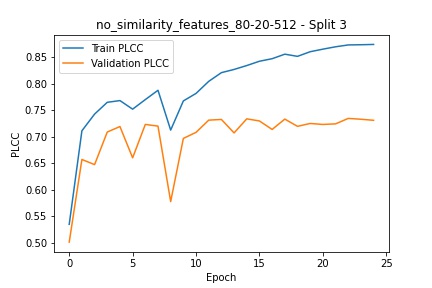 no_similarity_features_80-20-512 - Split 3
Train PLCC
Validation PLCC
PLCC
0.85
0.80
0.75
0.70
0.65
0.60
0.55
0.50
0
5
10
15
20
25
Epoch